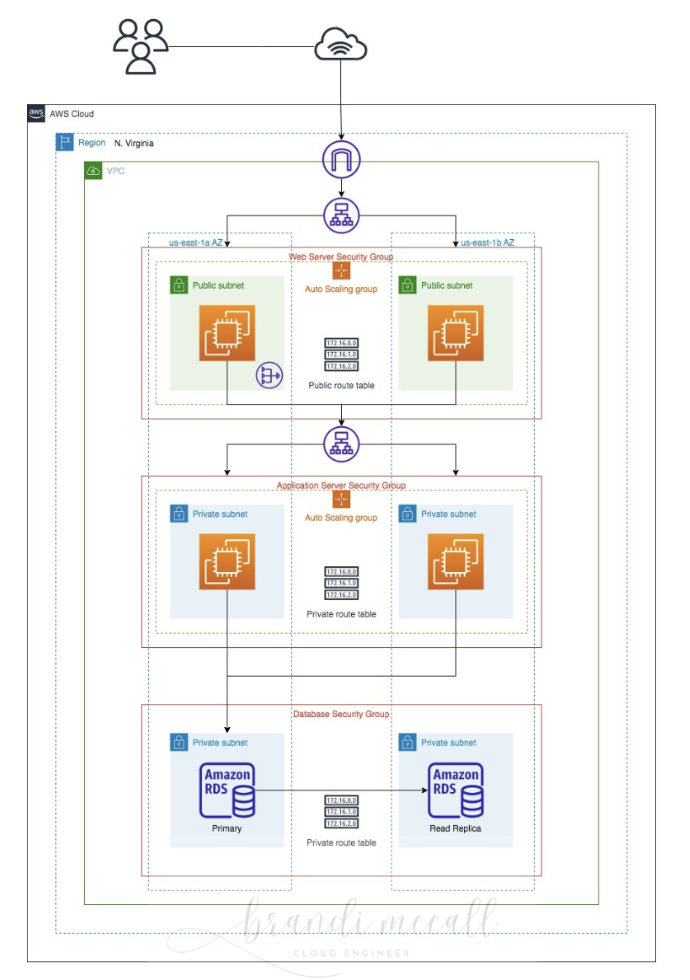 aws
AWS Cloud
Region N. Virginia
VPC
us-east-1a AZ
us-east-1b AZ
Web Server Security Group
Public subnet
Auto Scaling group
Public subnet
172.16.0.0
172.16.1.0
172.16.2.0
Public route table
Application Server Security Group
Private subnet
Auto Scaling group
Private subnet
172.16.0.0
172.16.1.0
172.16.2.0
Private route table
Database Security Group
Private subnet
Private subnet
Amazon
RDS
Amazon
RDS
172.16.0.0
172.16.1.0
172.16.2.0
Primary
Read Replica
Private route table
brandi mccall
CLOUD ENGINEER